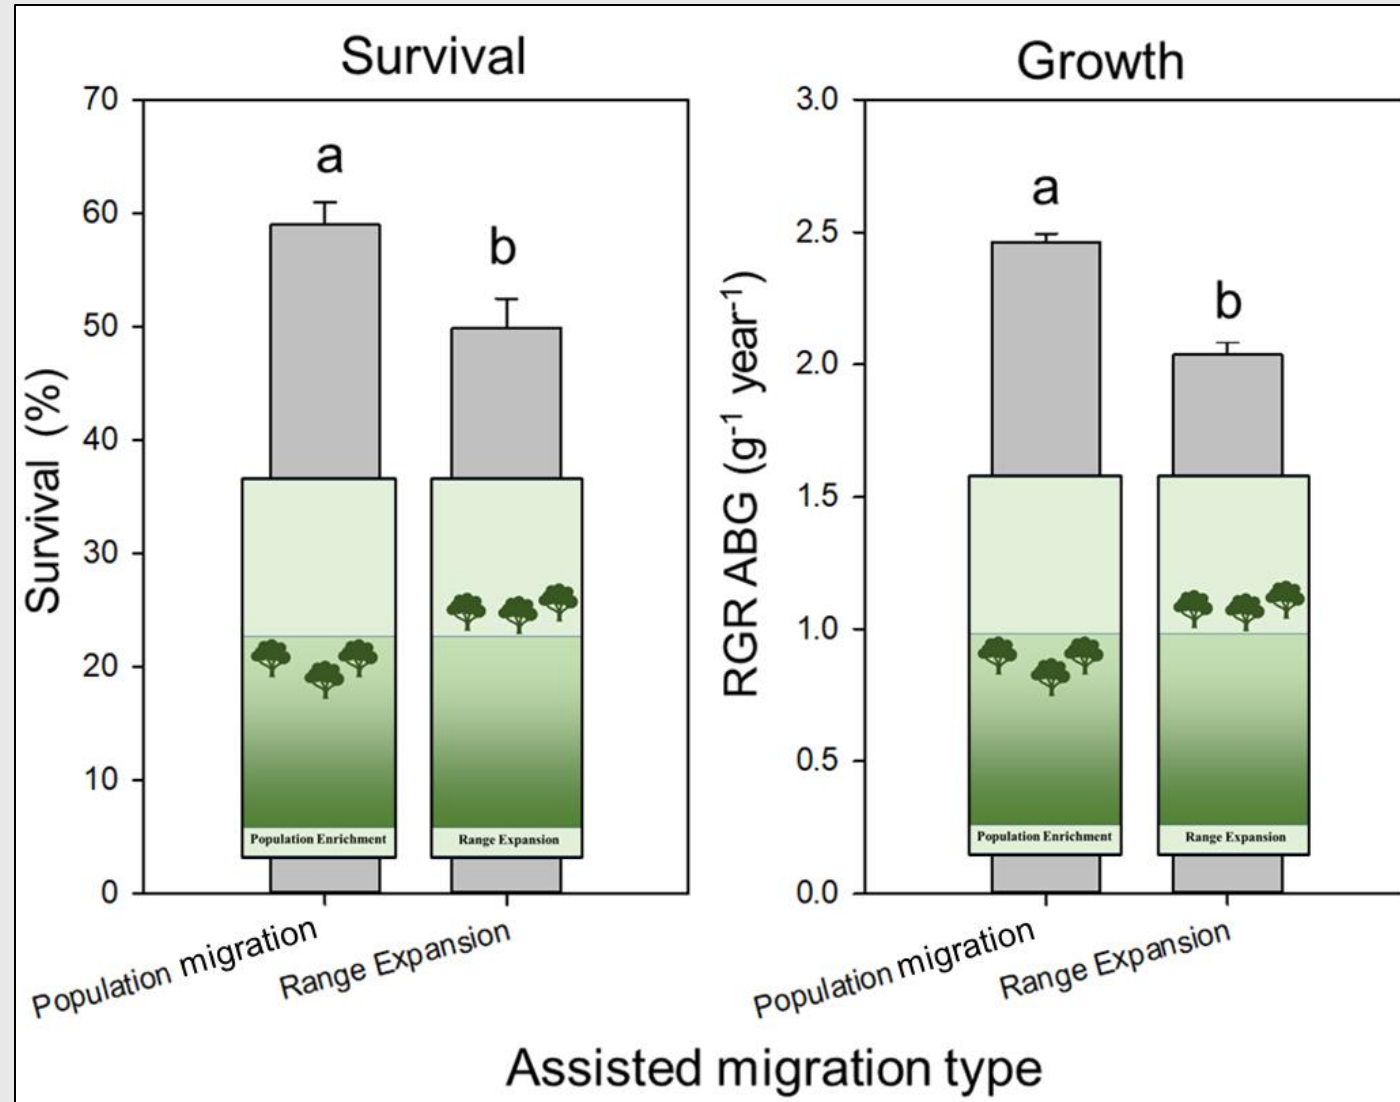 Survival
Survival (%)
70
60
50
40
30
20
10
0
a
b
Population Enrichment
Range Expansion
Population migration
Range Expansion
Growth
RGR ABG (g⁻¹ year⁻¹)
3.0
2.5
2.0
1.5
1.0
0.5
0.0
a
b
Population Enrichment
Range Expansion
Population migration
Range Expansion
Assisted migration type